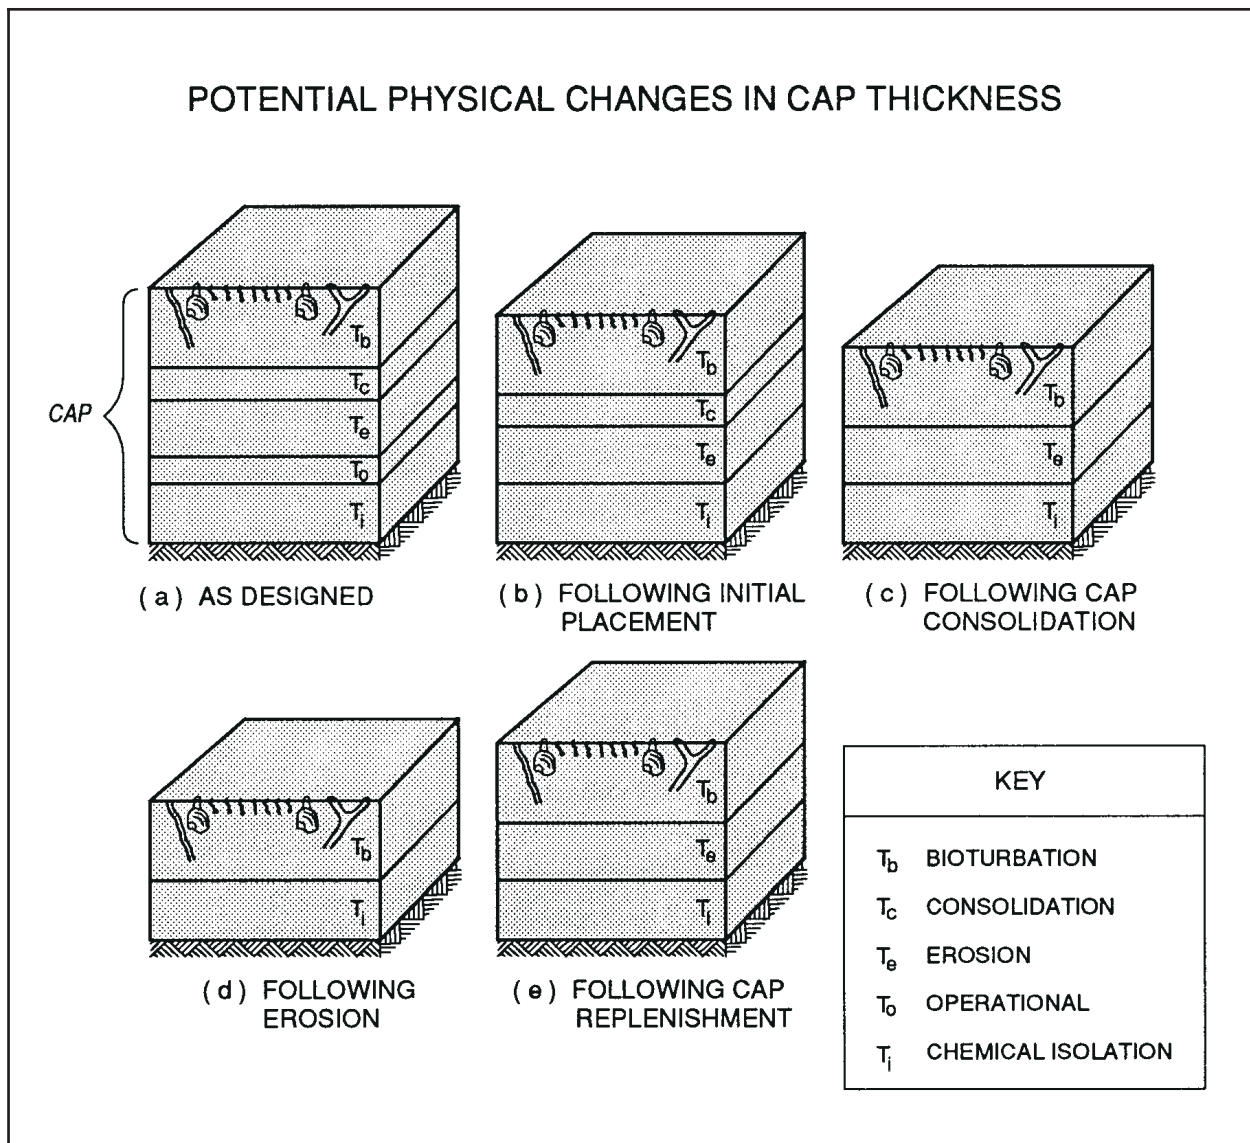 POTENTIAL PHYSICAL CHANGES IN CAP THICKNESS
CAP
Tb
Tc
Te
To
Ti
(a) AS DESIGNED
Tb
Tc
Te
Ti
(b) FOLLOWING INITIAL
PLACEMENT
Tb
Te
Ti
(c) FOLLOWING CAP
CONSOLIDATION
Tb
Ti
(d) FOLLOWING
EROSION
Tb
Te
Ti
(e) FOLLOWING CAP
REPLENISHMENT
KEY
Tb BIOTURBATION
Tc CONSOLIDATION
Te EROSION
To OPERATIONAL
Ti CHEMICAL ISOLATION